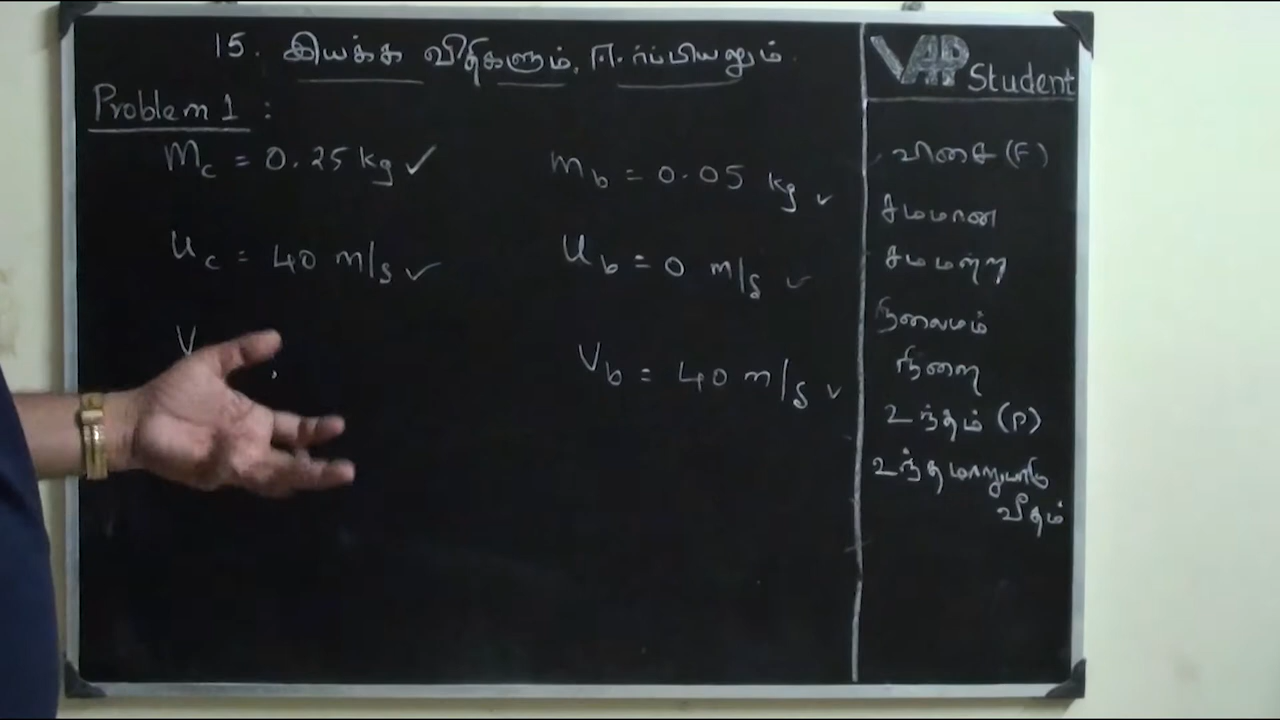 15. இயக்க விதிகளும், ஈர்ப்பியலும்.
VAP Student
Problem 1 :
Mc = 0.25 kg ✓
mb = 0.05 kg ✓
uc = 40 m/s ✓
ub = 0 m/s ✓
V
Vb = 40 m/s ✓
விசை (F)
சமமான
சமமற்ற
நிலைமம்
நிறை
உந்தம் (P)
உந்தமாறுபாடு
வீதம்